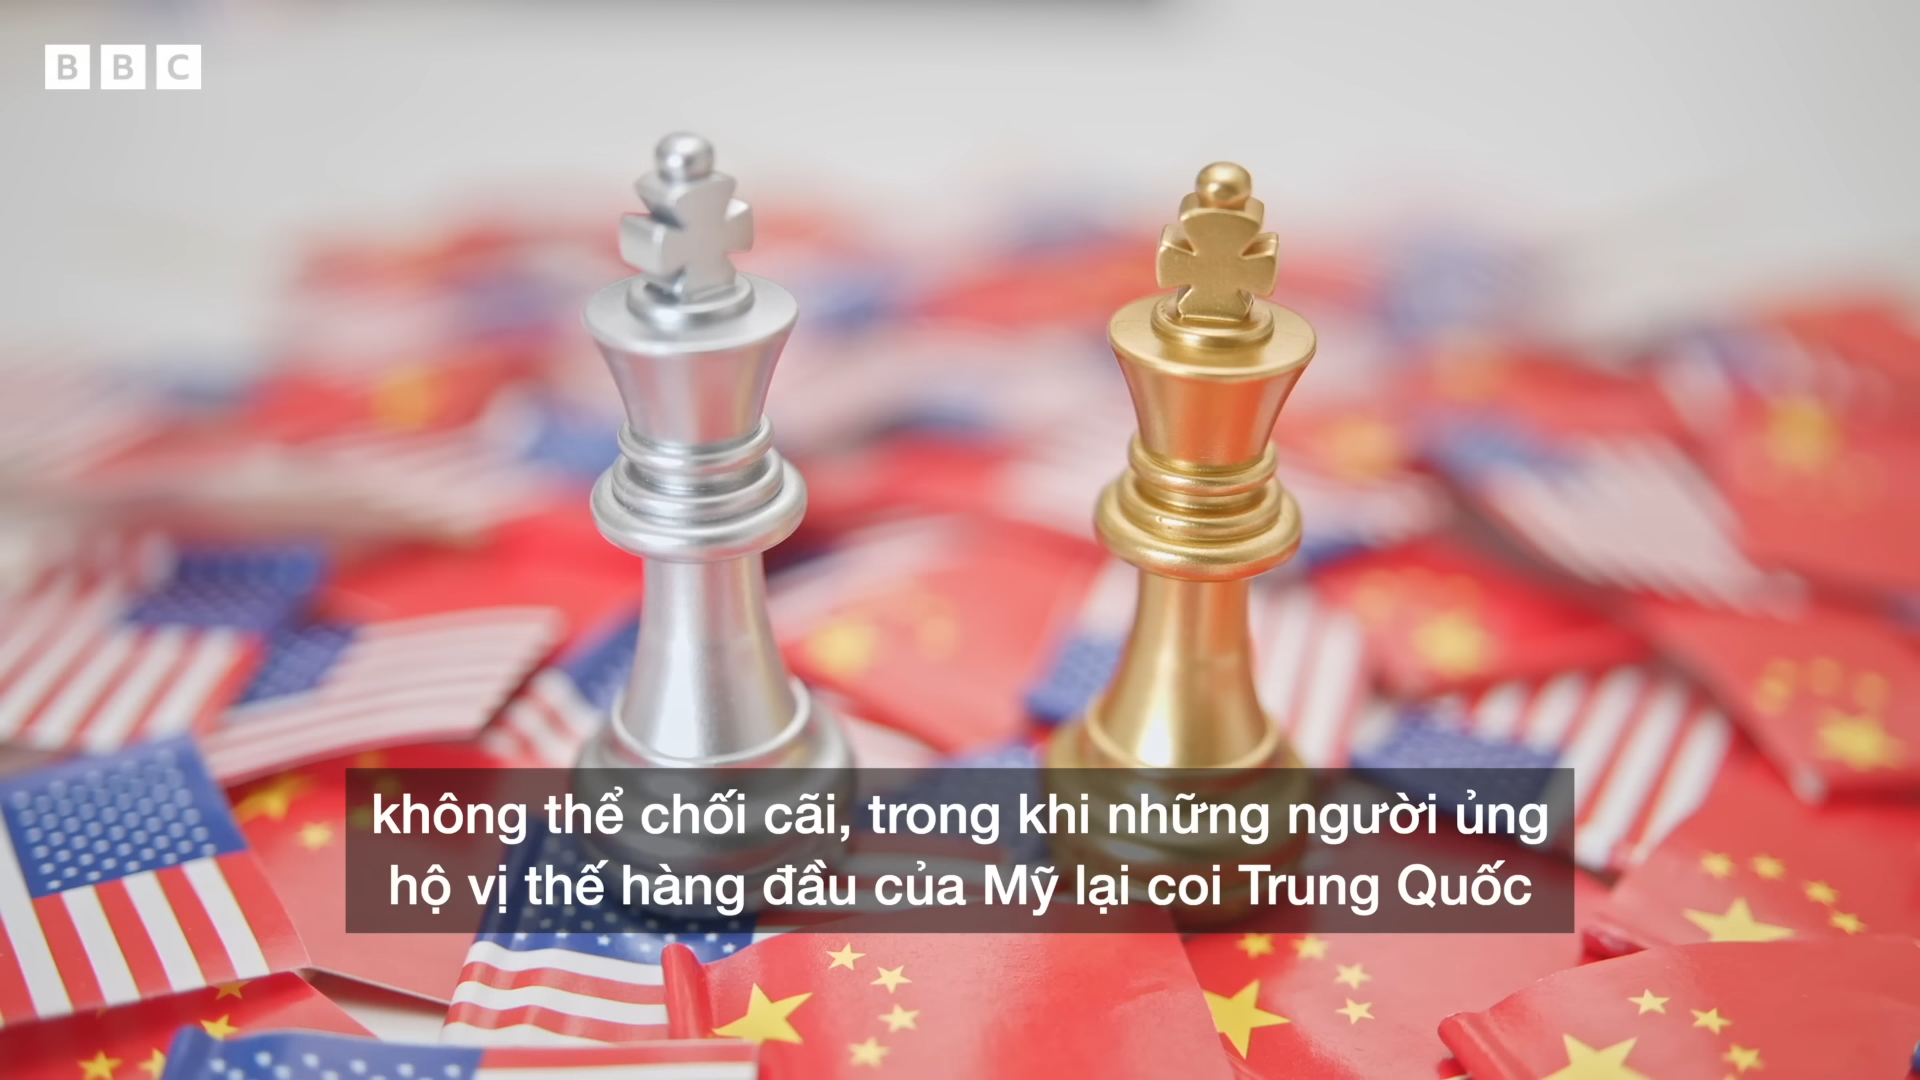 BBC
không thể chối cãi, trong khi những người ủng
hộ vị thế hàng đầu của Mỹ lại coi Trung Quốc